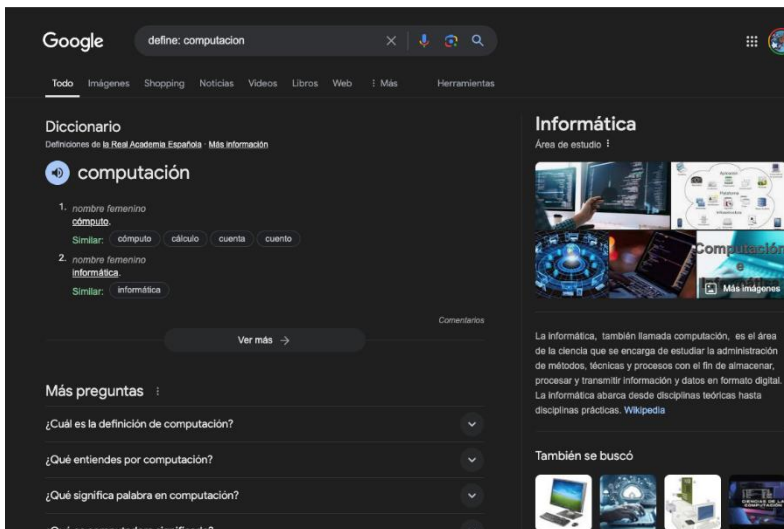 Google
define: computacion
Todo Imágenes Shopping Noticias Videos Libros Web Más Herramientas
Diccionario
Definiciones de la Real Academia Española · Más información
computación
1. nombre femenino
cómputo.
Similar: cómputo cálculo cuenta cuento
2. nombre femenino
informática.
Similar: informática
Comentarios
Ver más →
Más preguntas
¿Cuál es la definición de computación?
¿Qué entiendes por computación?
¿Qué significa palabra en computación?
Informática
Área de estudio
Computación
e
Más imágenes
La informática, también llamada computación, es el área
de la ciencia que se encarga de estudiar la administración
de métodos, técnicas y procesos con el fin de almacenar,
procesar y transmitir información y datos en formato digital.
La informática abarca desde disciplinas teóricas hasta
disciplinas prácticas. Wikipedia
También se buscó
CIENCIAS DE LA
COMPUTACIÓN